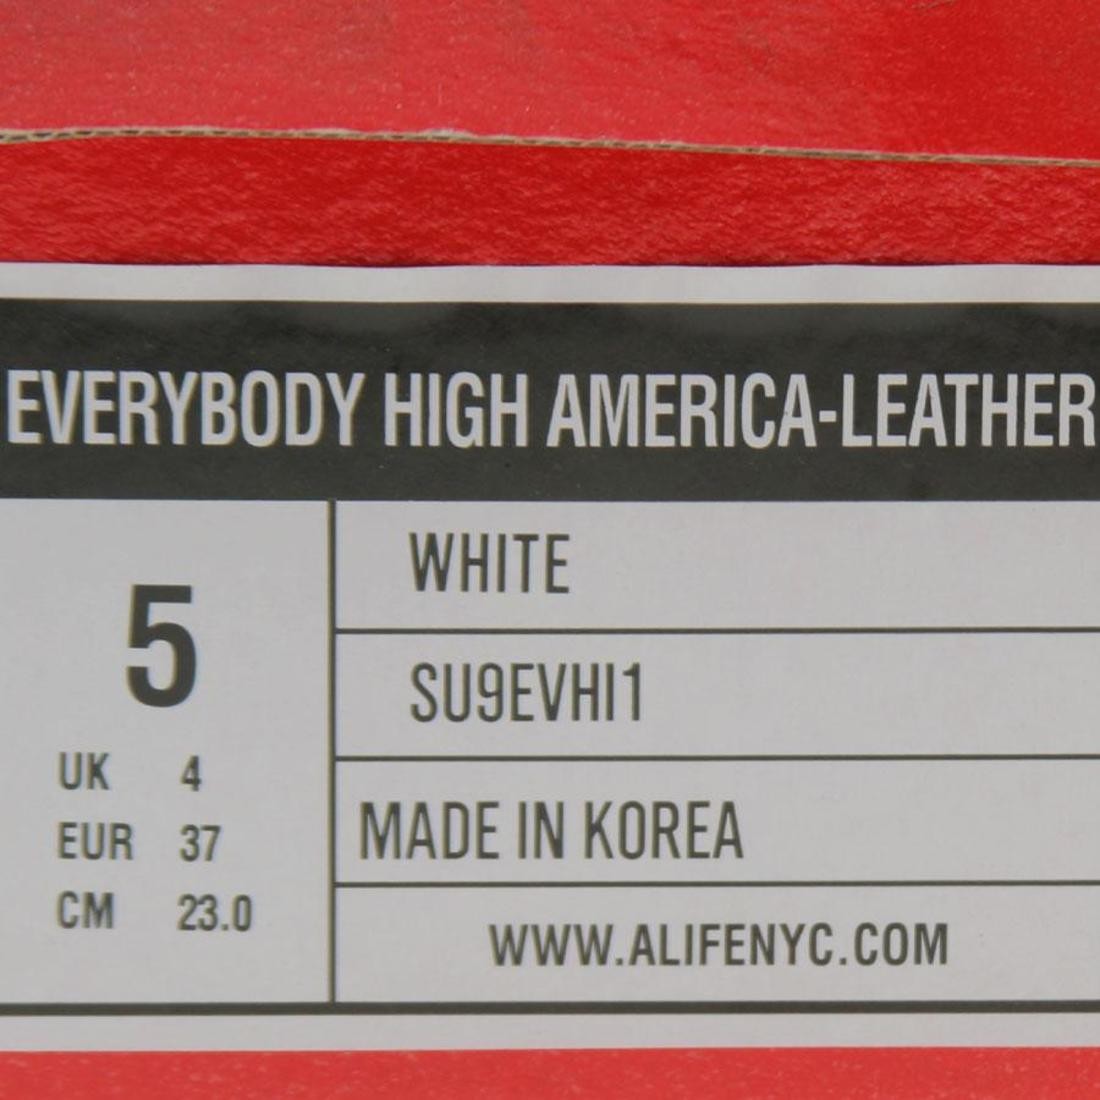 EVERYBODY HIGH AMERICA-LEATHER
5
UK 4
EUR 37
CM 23.0
WHITE
SU9EVHI1
MADE IN KOREA
WWW.ALIFENYC.COM